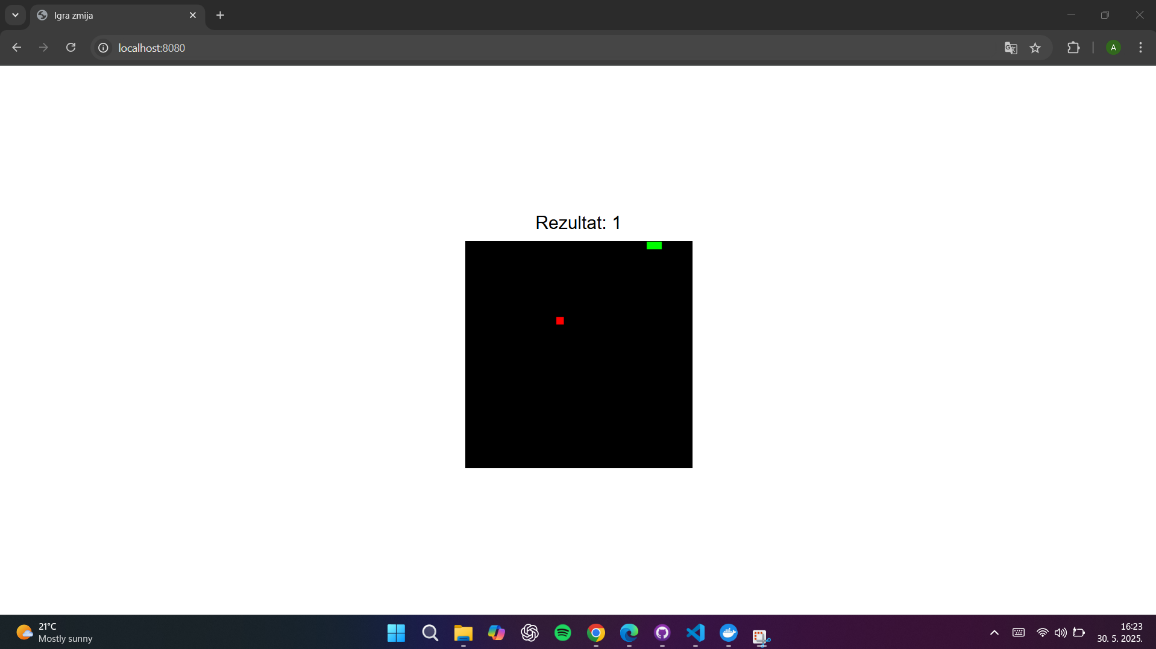 Igra zmija
localhost:8080
A
Rezultat: 1
21°C
Mostly sunny
16:23
30. 5. 2025.